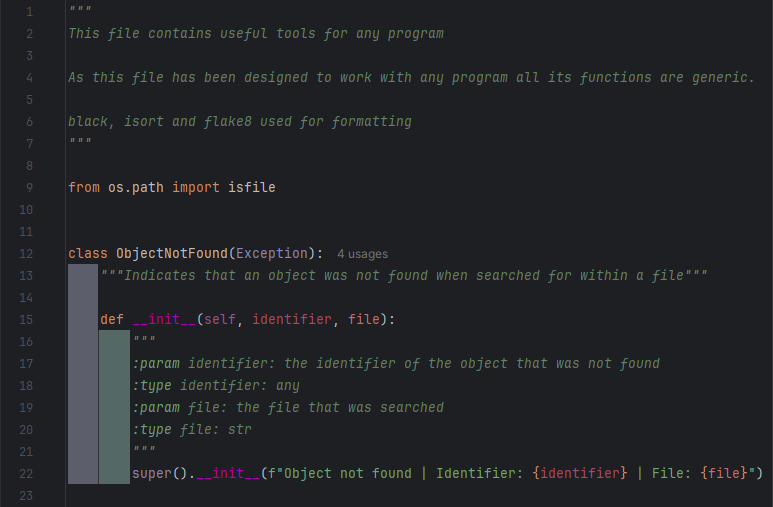 1 """
2 This file contains useful tools for any program
3
4 As this file has been designed to work with any program all its functions are generic.
5
6 black, isort and flake8 used for formatting
7 """
8
9 from os.path import isfile
10
11
12 class ObjectNotFound(Exception): 4 usages
13 """Indicates that an object was not found when searched for within a file"""
14
15 def __init__(self, identifier, file):
16 """
17 :param identifier: the identifier of the object that was not found
18 :type identifier: any
19 :param file: the file that was searched
20 :type file: str
21 """
22 super().__init__(f"Object not found | Identifier: {identifier} | File: {file}")
23